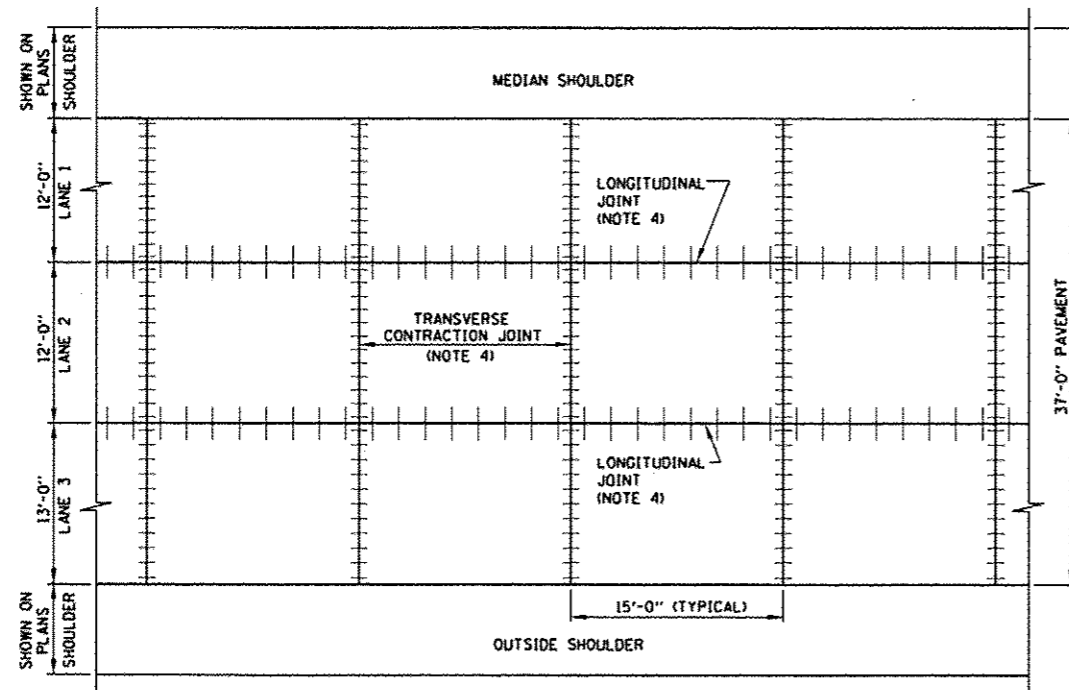 SHOWN ON
PLANS
SHOULDER
MEDIAN SHOULDER
12'-0"
LANE 1
LONGITUDINAL
JOINT
(NOTE 4)
12'-0"
LANE 2
TRANSVERSE
CONTRACTION JOINT
(NOTE 4)
37'-0" PAVEMENT
13'-0"
LANE 3
LONGITUDINAL
JOINT
(NOTE 4)
15'-0" (TYPICAL)
SHOWN ON
PLANS
SHOULDER
OUTSIDE SHOULDER